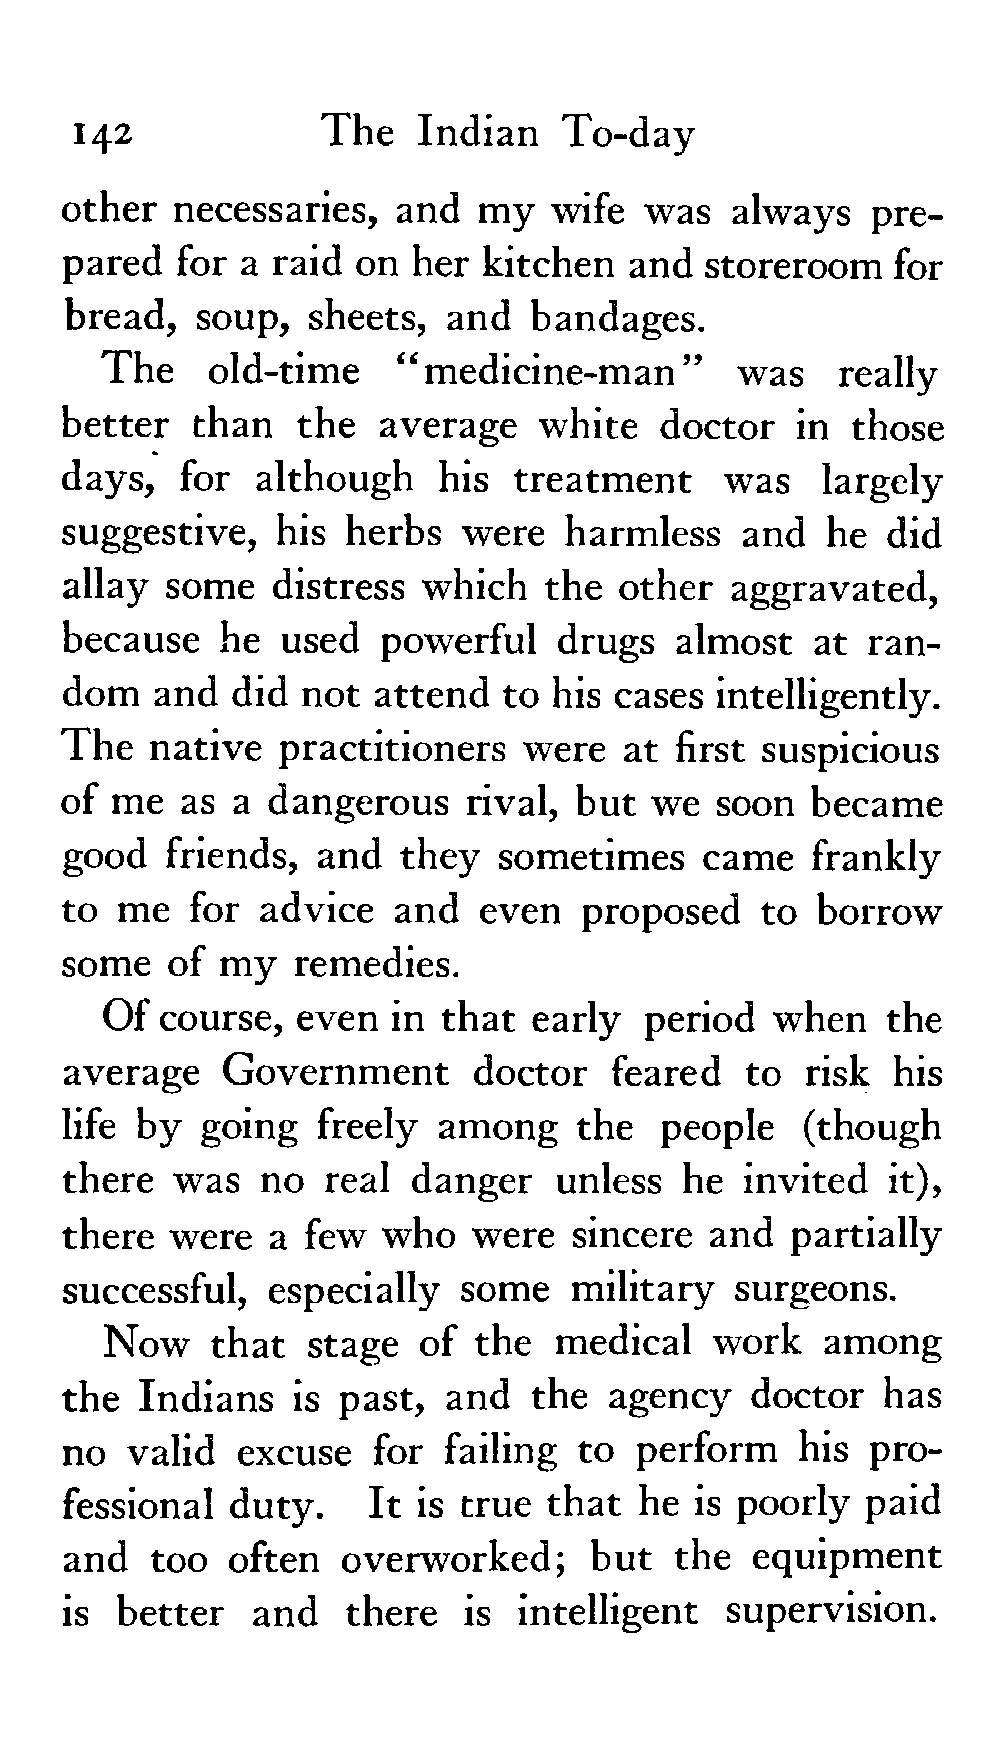 142 The Indian To-day
other necessaries, and my wife was always pre-
pared for a raid on her kitchen and storeroom for
bread, soup, sheets, and bandages.
The old-time “medicine-man” was really
better than the average white doctor in those
days, for although his treatment was largely
suggestive, his herbs were harmless and he did
allay some distress which the other aggravated,
because he used powerful drugs almost at ran-
dom and did not attend to his cases intelligently.
The native practitioners were at first suspicious
of me as a dangerous rival, but we soon became
good friends, and they sometimes came frankly
to me for advice and even proposed to borrow
some of my remedies.
Of course, even in that early period when the
average Government doctor feared to risk his
life by going freely among the people (though
there was no real danger unless he invited it),
there were a few who were sincere and partially
successful, especially some military surgeons.
Now that stage of the medical work among
the Indians is past, and the agency doctor has
no valid excuse for failing to perform his pro-
fessional duty. It is true that he is poorly paid
and too often overworked; but the equipment
is better and there is intelligent supervision.